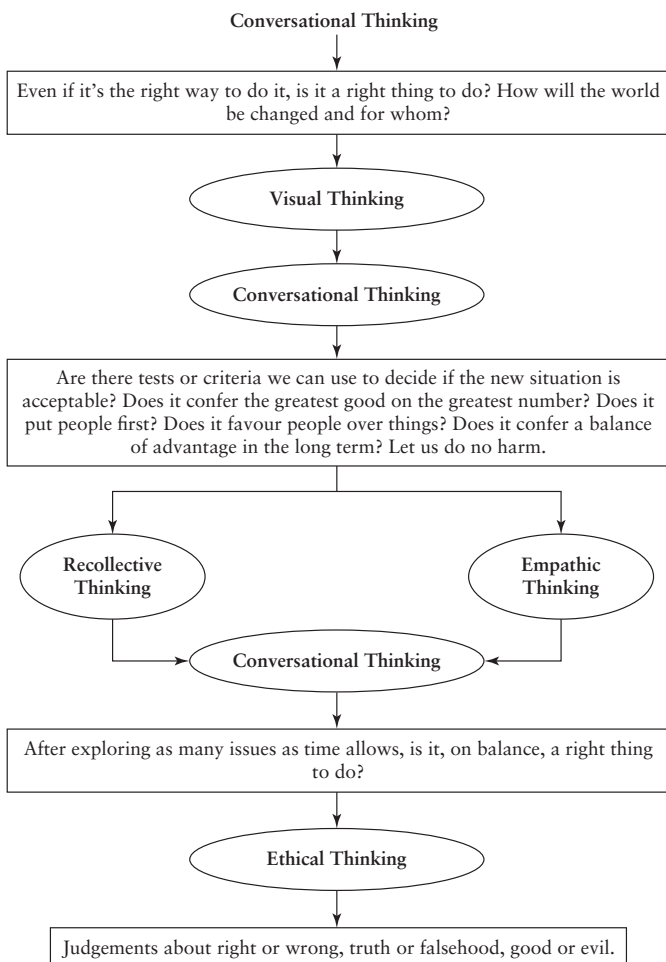 Conversational Thinking
Even if it's the right way to do it, is it a right thing to do? How will the world
be changed and for whom?
Visual Thinking
Conversational Thinking
Are there tests or criteria we can use to decide if the new situation is
acceptable? Does it confer the greatest good on the greatest number? Does it
put people first? Does it favour people over things? Does it confer a balance
of advantage in the long term? Let us do no harm.
Recollective
Thinking
Empathic
Thinking
Conversational Thinking
After exploring as many issues as time allows, is it, on balance, a right thing
to do?
Ethical Thinking
Judgements about right or wrong, truth or falsehood, good or evil.